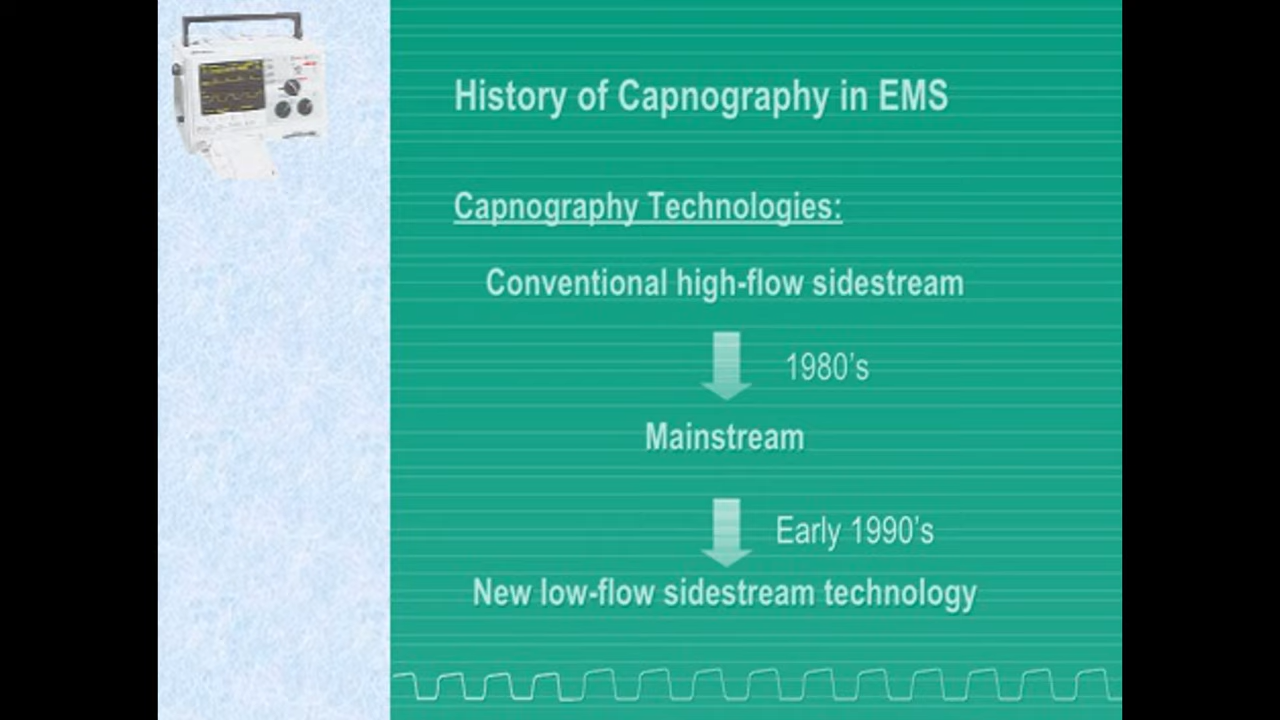 History of Capnography in EMS
Capnography Technologies:
Conventional high-flow sidestream
1980's
Mainstream
Early 1990's
New low-flow sidestream technology